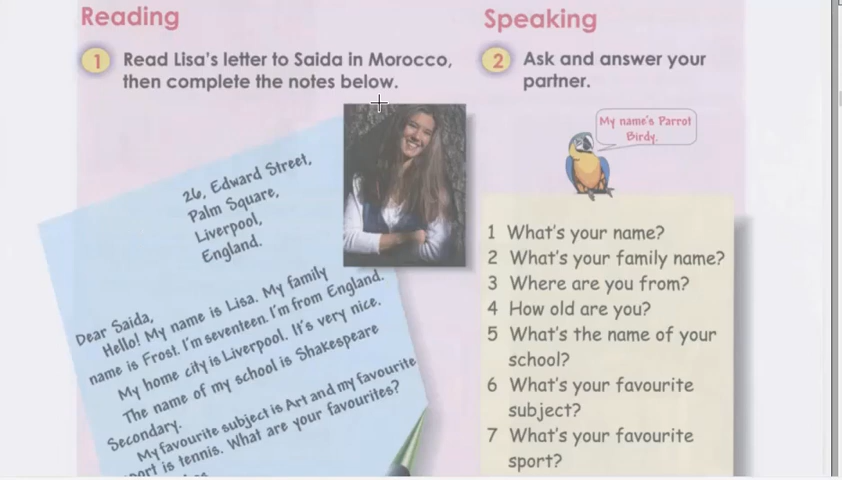 Reading
1 Read Lisa's letter to Saida in Morocco,
then complete the notes below.
26, Edward Street,
Palm Square,
Liverpool,
England.
Dear Saida,
Hello! My name is Lisa. My family
name is Frost. I'm seventeen. I'm from England.
My home city is Liverpool. It's very nice.
The name of my school is Shakespeare
Secondary.
My favourite subject is Art and my favourite
is tennis. What are your favourites?
Speaking
2 Ask and answer your
partner.
My name's Parrot
Birdy.
1 What's your name?
2 What's your family name?
3 Where are you from?
4 How old are you?
5 What's the name of your
school?
6 What's your favourite
subject?
7 What's your favourite
sport?